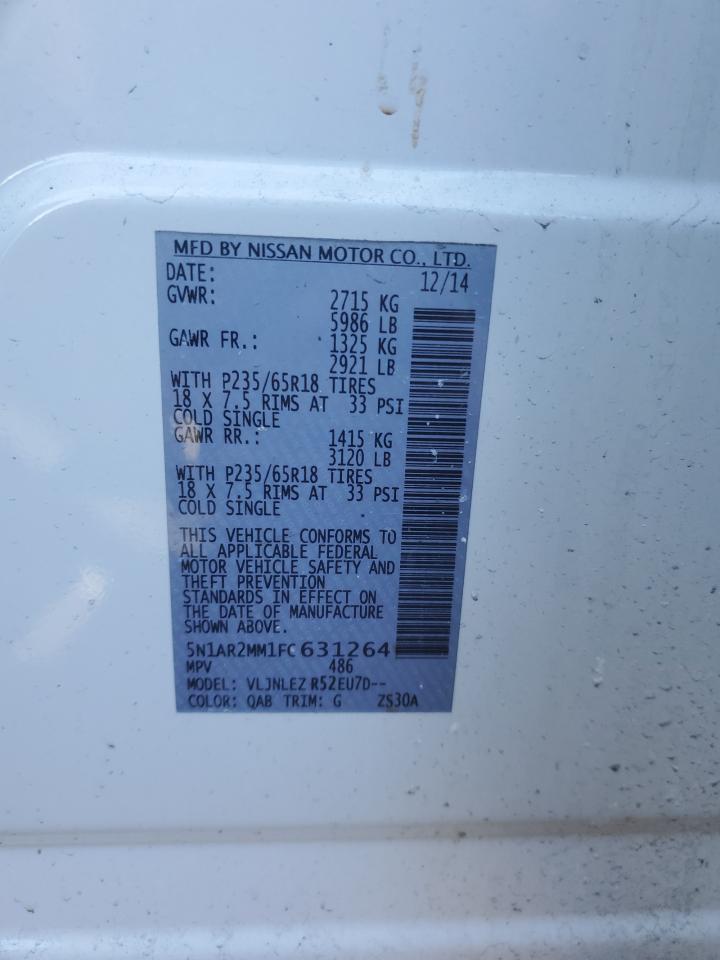 MFD BY NISSAN MOTOR CO., LTD.
DATE: 12/14
GVWR: 2715 KG
5986 LB
GAWR FR.: 1325 KG
2921 LB
WITH P235/65R18 TIRES
18 X 7.5 RIMS AT 33 PSI
COLD SINGLE
GAWR RR.: 1415 KG
3120 LB
WITH P235/65R18 TIRES
18 X 7.5 RIMS AT 33 PSI
COLD SINGLE
THIS VEHICLE CONFORMS TO
ALL APPLICABLE FEDERAL
MOTOR VEHICLE SAFETY AND
THEFT PREVENTION
STANDARDS IN EFFECT ON
THE DATE OF MANUFACTURE
SHOWN ABOVE.
5N1AR2MM1FC631264
MPV 486
MODEL: VLJNLEZ R52EU7D--
COLOR: QAB TRIM: G ZS30A